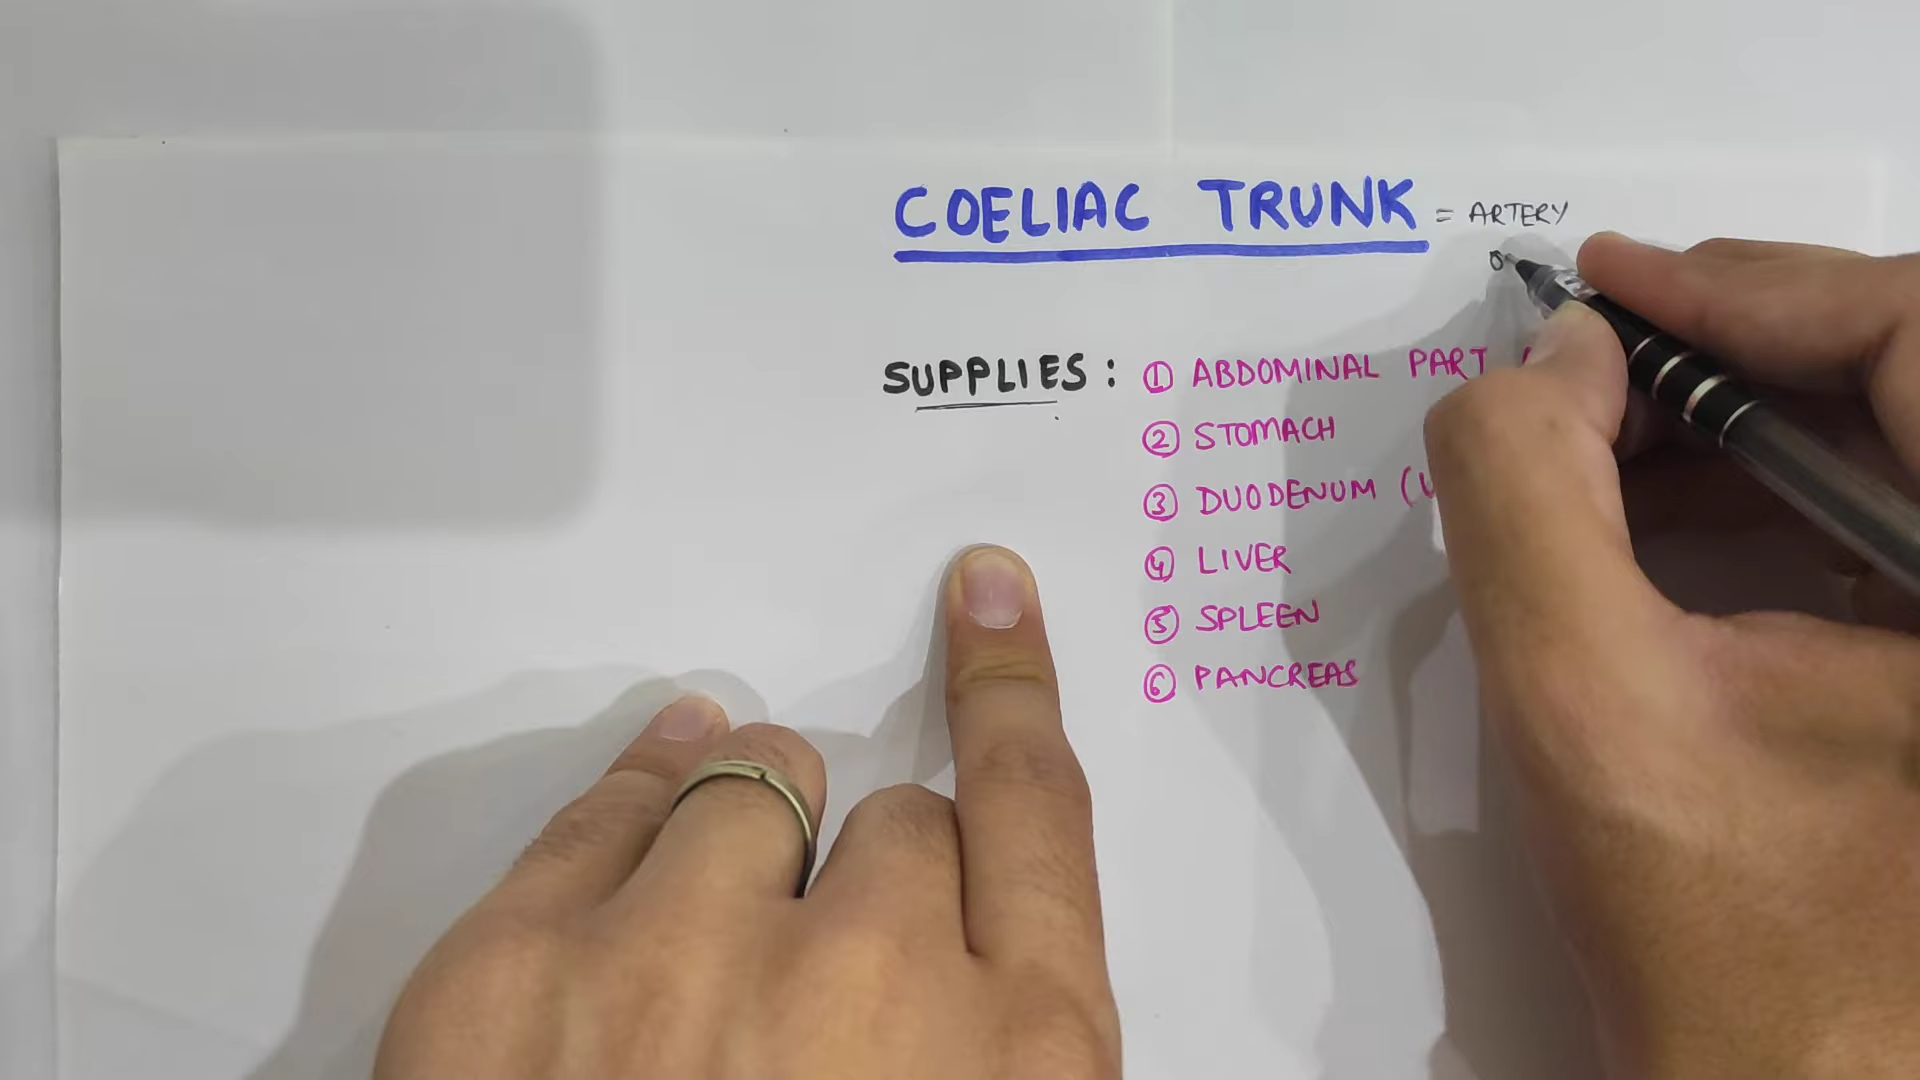 COELIAC TRUNK = ARTERY
SUPPLIES : ① ABDOMINAL PART
② STOMACH
③ DUODENUM (
④ LIVER
⑤ SPLEEN
⑥ PANCREAS